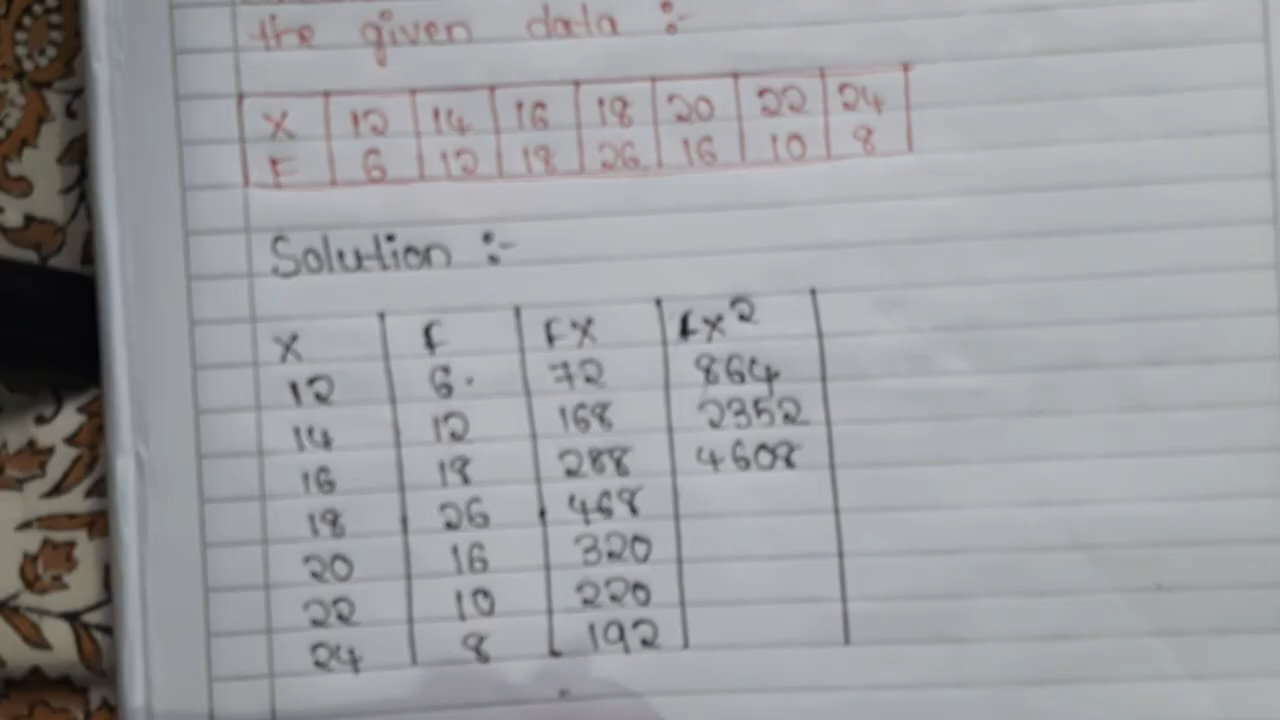 the given data :-
X 12 14 16 18 20 22 24
F 6 12 18 26 16 10 8
Solution :-
X F FX FX²
12 6. 72 864
14 12 168 2352
16 18 288 4608
18 26 468
20 16 320
22 10 220
24 8 192